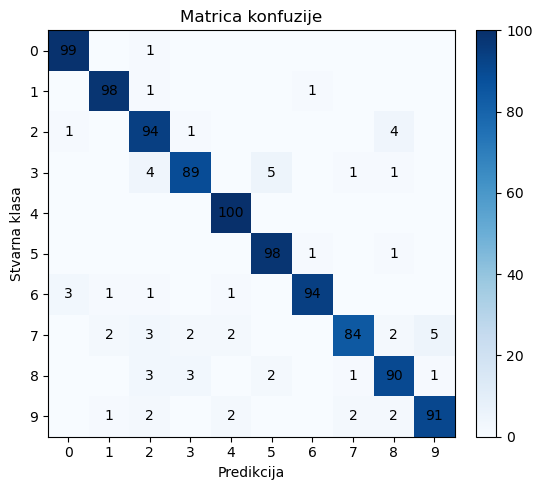 Matrica konfuzije
0 99 1
1 98 1 1
2 1 94 1 4
3 4 89 5 1 1
4 100
5 98 1 1
6 3 1 1 1 94
7 2 3 2 2 84 2 5
8 3 3 2 1 90 1
9 1 2 2 2 2 91
0 1 2 3 4 5 6 7 8 9
Predikcija
Stvarna klasa
100
80
60
40
20
0